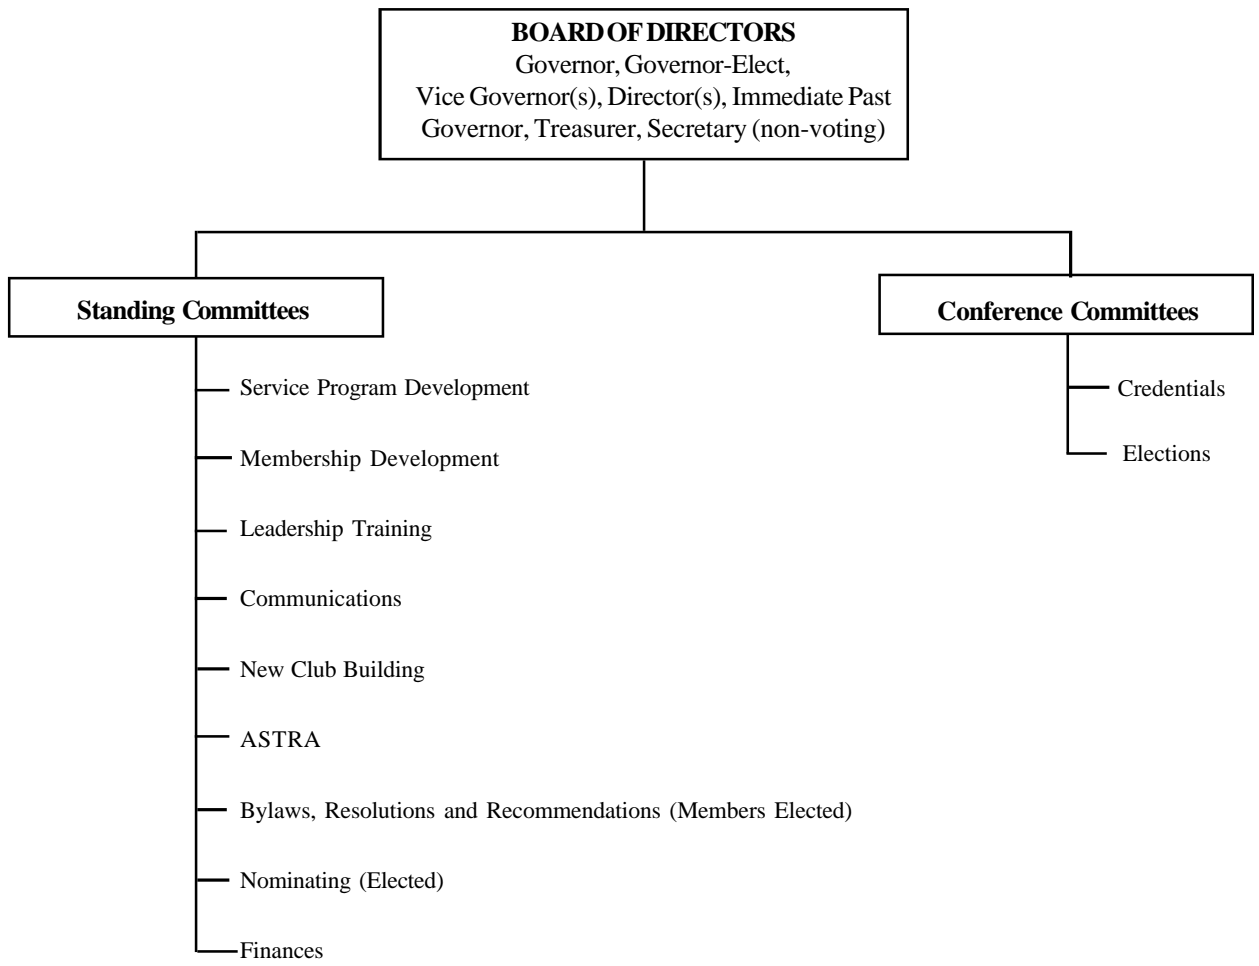 BOARD OF DIRECTORS
Governor, Governor-Elect,
Vice Governor(s), Director(s), Immediate Past
Governor, Treasurer, Secretary (non-voting)
Standing Committees
Service Program Development
Membership Development
Leadership Training
Communications
New Club Building
ASTRA
Bylaws, Resolutions and Recommendations (Members Elected)
Nominating (Elected)
Finances
Conference Committees
Credentials
Elections